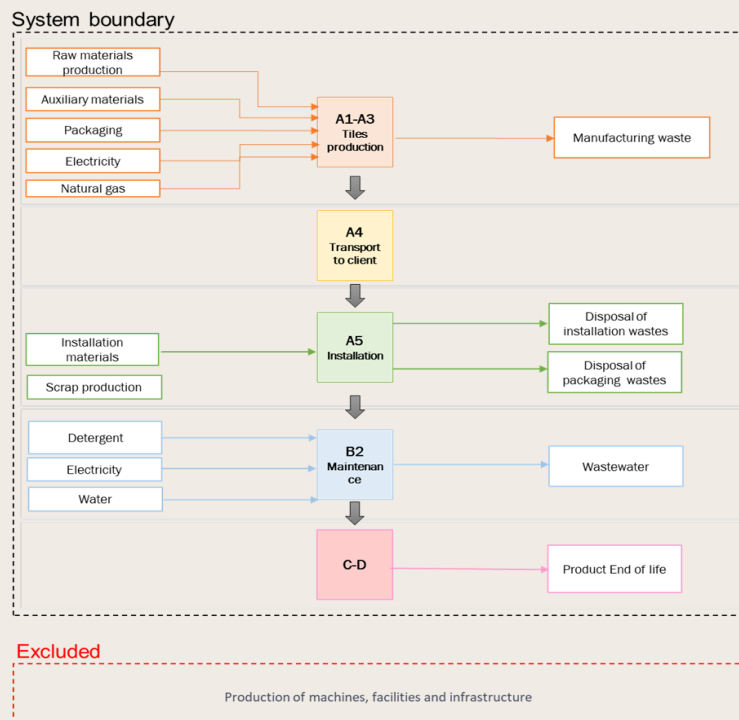 System boundary
Raw materials
production
Auxiliary materials
Packaging
Electricity
Natural gas
A1-A3
Tiles
production
Manufacturing waste
A4
Transport
to client
Installation
materials
Scrap production
A5
Installation
Disposal of
installation wastes
Disposal of
packaging wastes
Detergent
Electricity
Water
B2
Maintenan
ce
Wastewater
C-D
Product End of life
Excluded
Production of machines, facilities and infrastructure